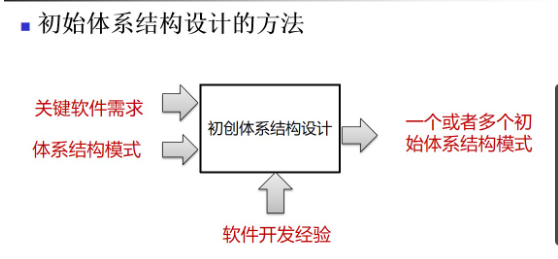 初始体系结构设计的方法
关键软件需求
体系结构模式
初创体系结构设计
一个或者多个初
始体系结构模式
软件开发经验